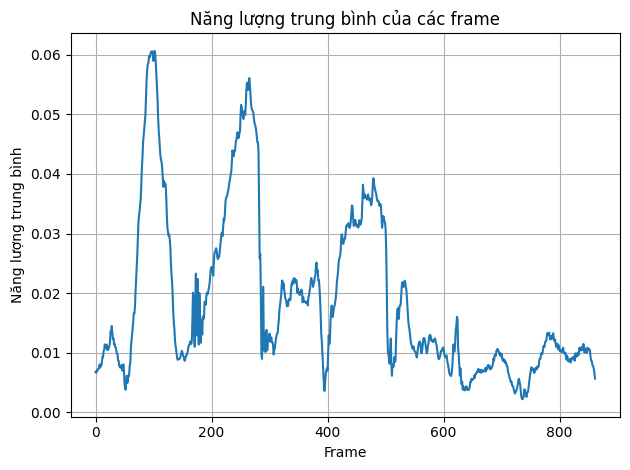 Năng lượng trung bình của các frame
Năng lượng trung bình
0.06
0.05
0.04
0.03
0.02
0.01
0.00
0 200 400 600 800
Frame